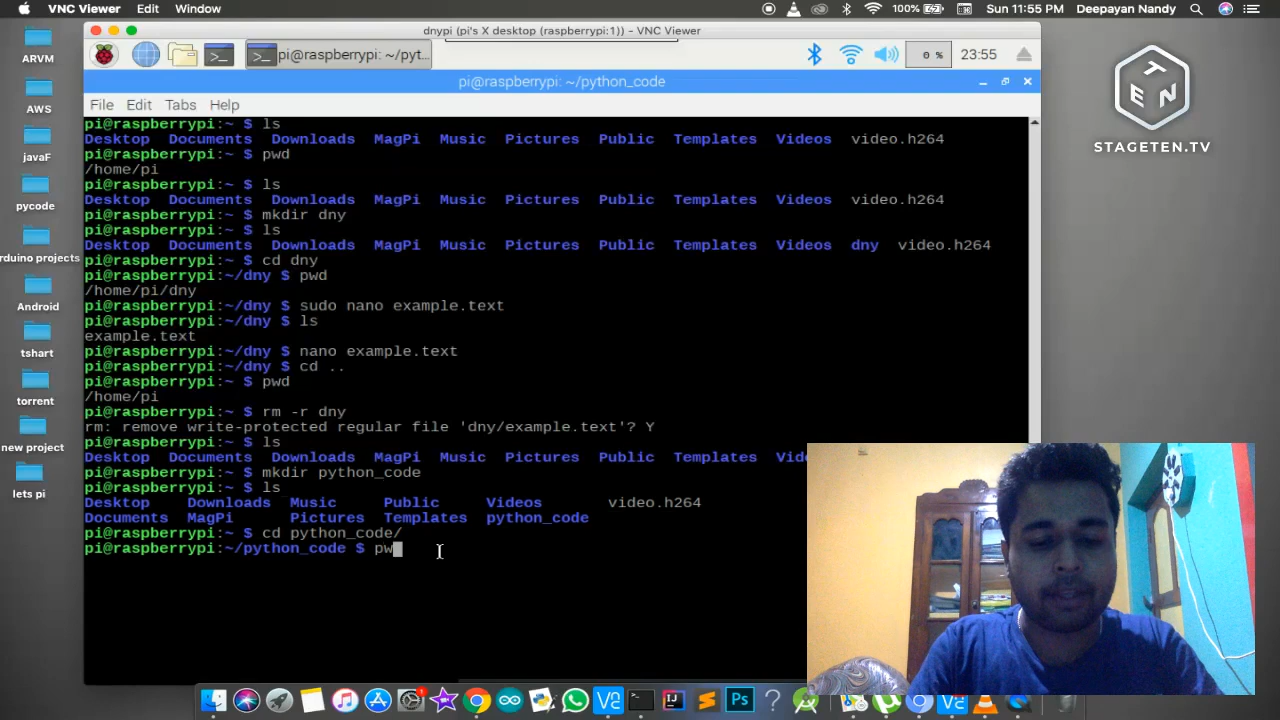 VNC Viewer Edit Window 100% Sun 11:55 PM Deepayan Nandy
dnypi (pi's X desktop (raspberrypi:1)) – VNC Viewer
pi@raspberrypi: ~/pyt... 0 % 23:55
pi@raspberrypi: ~/python_code
File Edit Tabs Help
pi@raspberrypi:~ $ ls
Desktop Documents Downloads MagPi Music Pictures Public Templates Videos video.h264
pi@raspberrypi:~ $ pwd
/home/pi
pi@raspberrypi:~ $ ls
Desktop Documents Downloads MagPi Music Pictures Public Templates Videos video.h264
pi@raspberrypi:~ $ mkdir dny
pi@raspberrypi:~ $ ls
Desktop Documents Downloads MagPi Music Pictures Public Templates Videos dny video.h264
pi@raspberrypi:~ $ cd dny
pi@raspberrypi:~/dny $ pwd
/home/pi/dny
pi@raspberrypi:~/dny $ sudo nano example.text
pi@raspberrypi:~/dny $ ls
example.text
pi@raspberrypi:~/dny $ nano example.text
pi@raspberrypi:~/dny $ cd ..
pi@raspberrypi:~ $ pwd
/home/pi
pi@raspberrypi:~ $ rm -r dny
rm: remove write-protected regular file 'dny/example.text'? Y
pi@raspberrypi:~ $ ls
Desktop Documents Downloads MagPi Music Pictures Public Templates
pi@raspberrypi:~ $ mkdir python_code
pi@raspberrypi:~ $ ls
Desktop Downloads Music Public Videos video.h264
Documents MagPi Pictures Templates python_code
pi@raspberrypi:~ $ cd python_code/
pi@raspberrypi:~/python_code $ pw
ARVM
AWS
javaF
pycode
rduino projects
Android
tshart
torrent
new project
lets pi
TEN
STAGETEN.TV
Ps